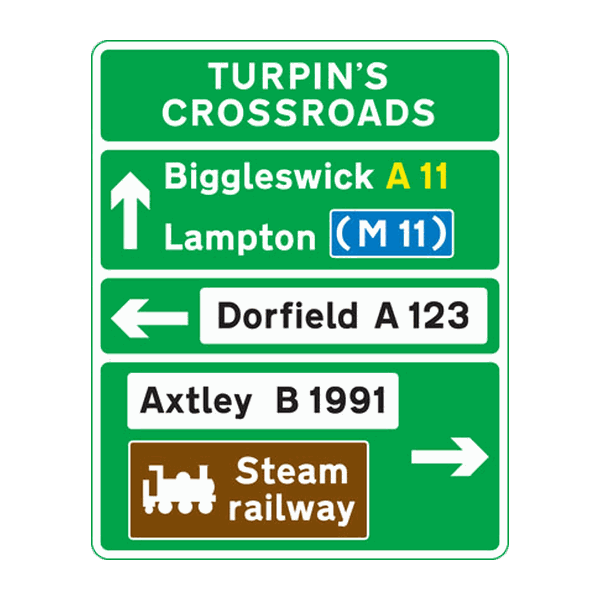 TURPIN'S
CROSSROADS
Biggleswick A 11
Lampton (M 11)
Dorfield A 123
Axtley B 1991
Steam
railway